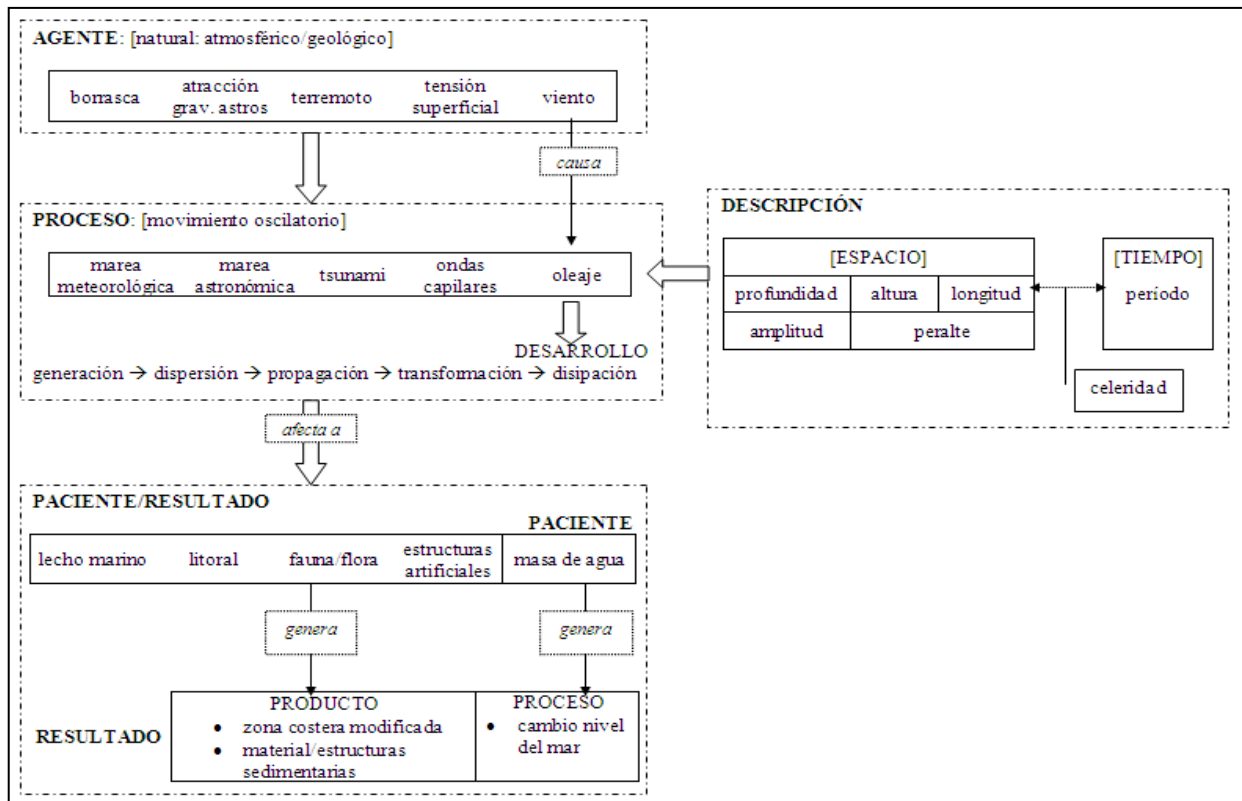 AGENTE: [natural: atmosférico/geológico]
borrasca
atracción
grav. astros
terremoto
tensión
superficial
viento
causa
PROCESO: [movimiento oscilatorio]
marea
meteorológica
marea
astronómica
tsunami
ondas
capilares
oleaje
DESARROLLO
generación → dispersión → propagación → transformación → disipación
DESCRIPCIÓN
[ESPACIO]
profundidad
altura
longitud
amplitud
peralte
[TIEMPO]
período
celeridad
afecta a
PACIENTE/RESULTADO
PACIENTE
lecho marino
litoral
fauna/flora
estructuras
artificiales
masa de agua
genera
genera
RESULTADO
PRODUCTO
• zona costera modificada
• material/estructuras
sedimentarias
PROCESO
• cambio nivel
del mar